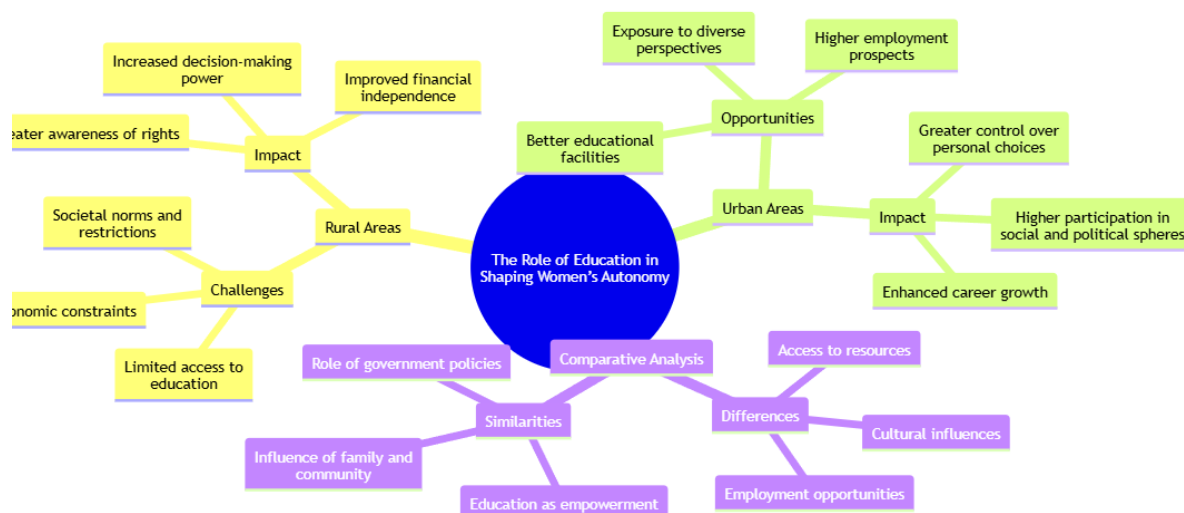 The Role of Education in
Shaping Women's Autonomy
Rural Areas
Impact
Increased decision-making
power
Improved financial
independence
eater awareness of rights
Challenges
Societal norms and
restrictions
onomic constraints
Limited access to
education
Urban Areas
Opportunities
Exposure to diverse
perspectives
Higher employment
prospects
Better educational
facilities
Impact
Greater control over
personal choices
Higher participation in
social and political spheres
Enhanced career growth
Comparative Analysis
Similarities
Role of government policies
Influence of family and
community
Education as empowerment
Differences
Access to resources
Cultural influences
Employment opportunities